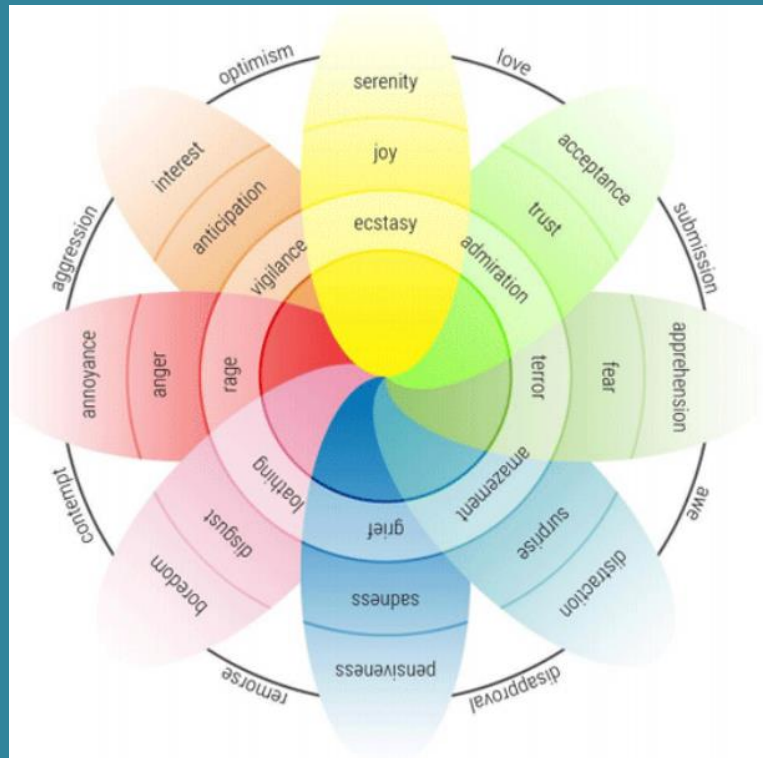 optimism
love
serenity
interest
acceptance
joy
anticipation
trust
ecstasy
vigilance
admiration
aggression
submission
annoyance
anger
rage
terror
fear
apprehension
loathing
amazement
grief
disgust
surprise
contempt
awe
boredom
sadness
distraction
pensiveness
remorse
disapproval